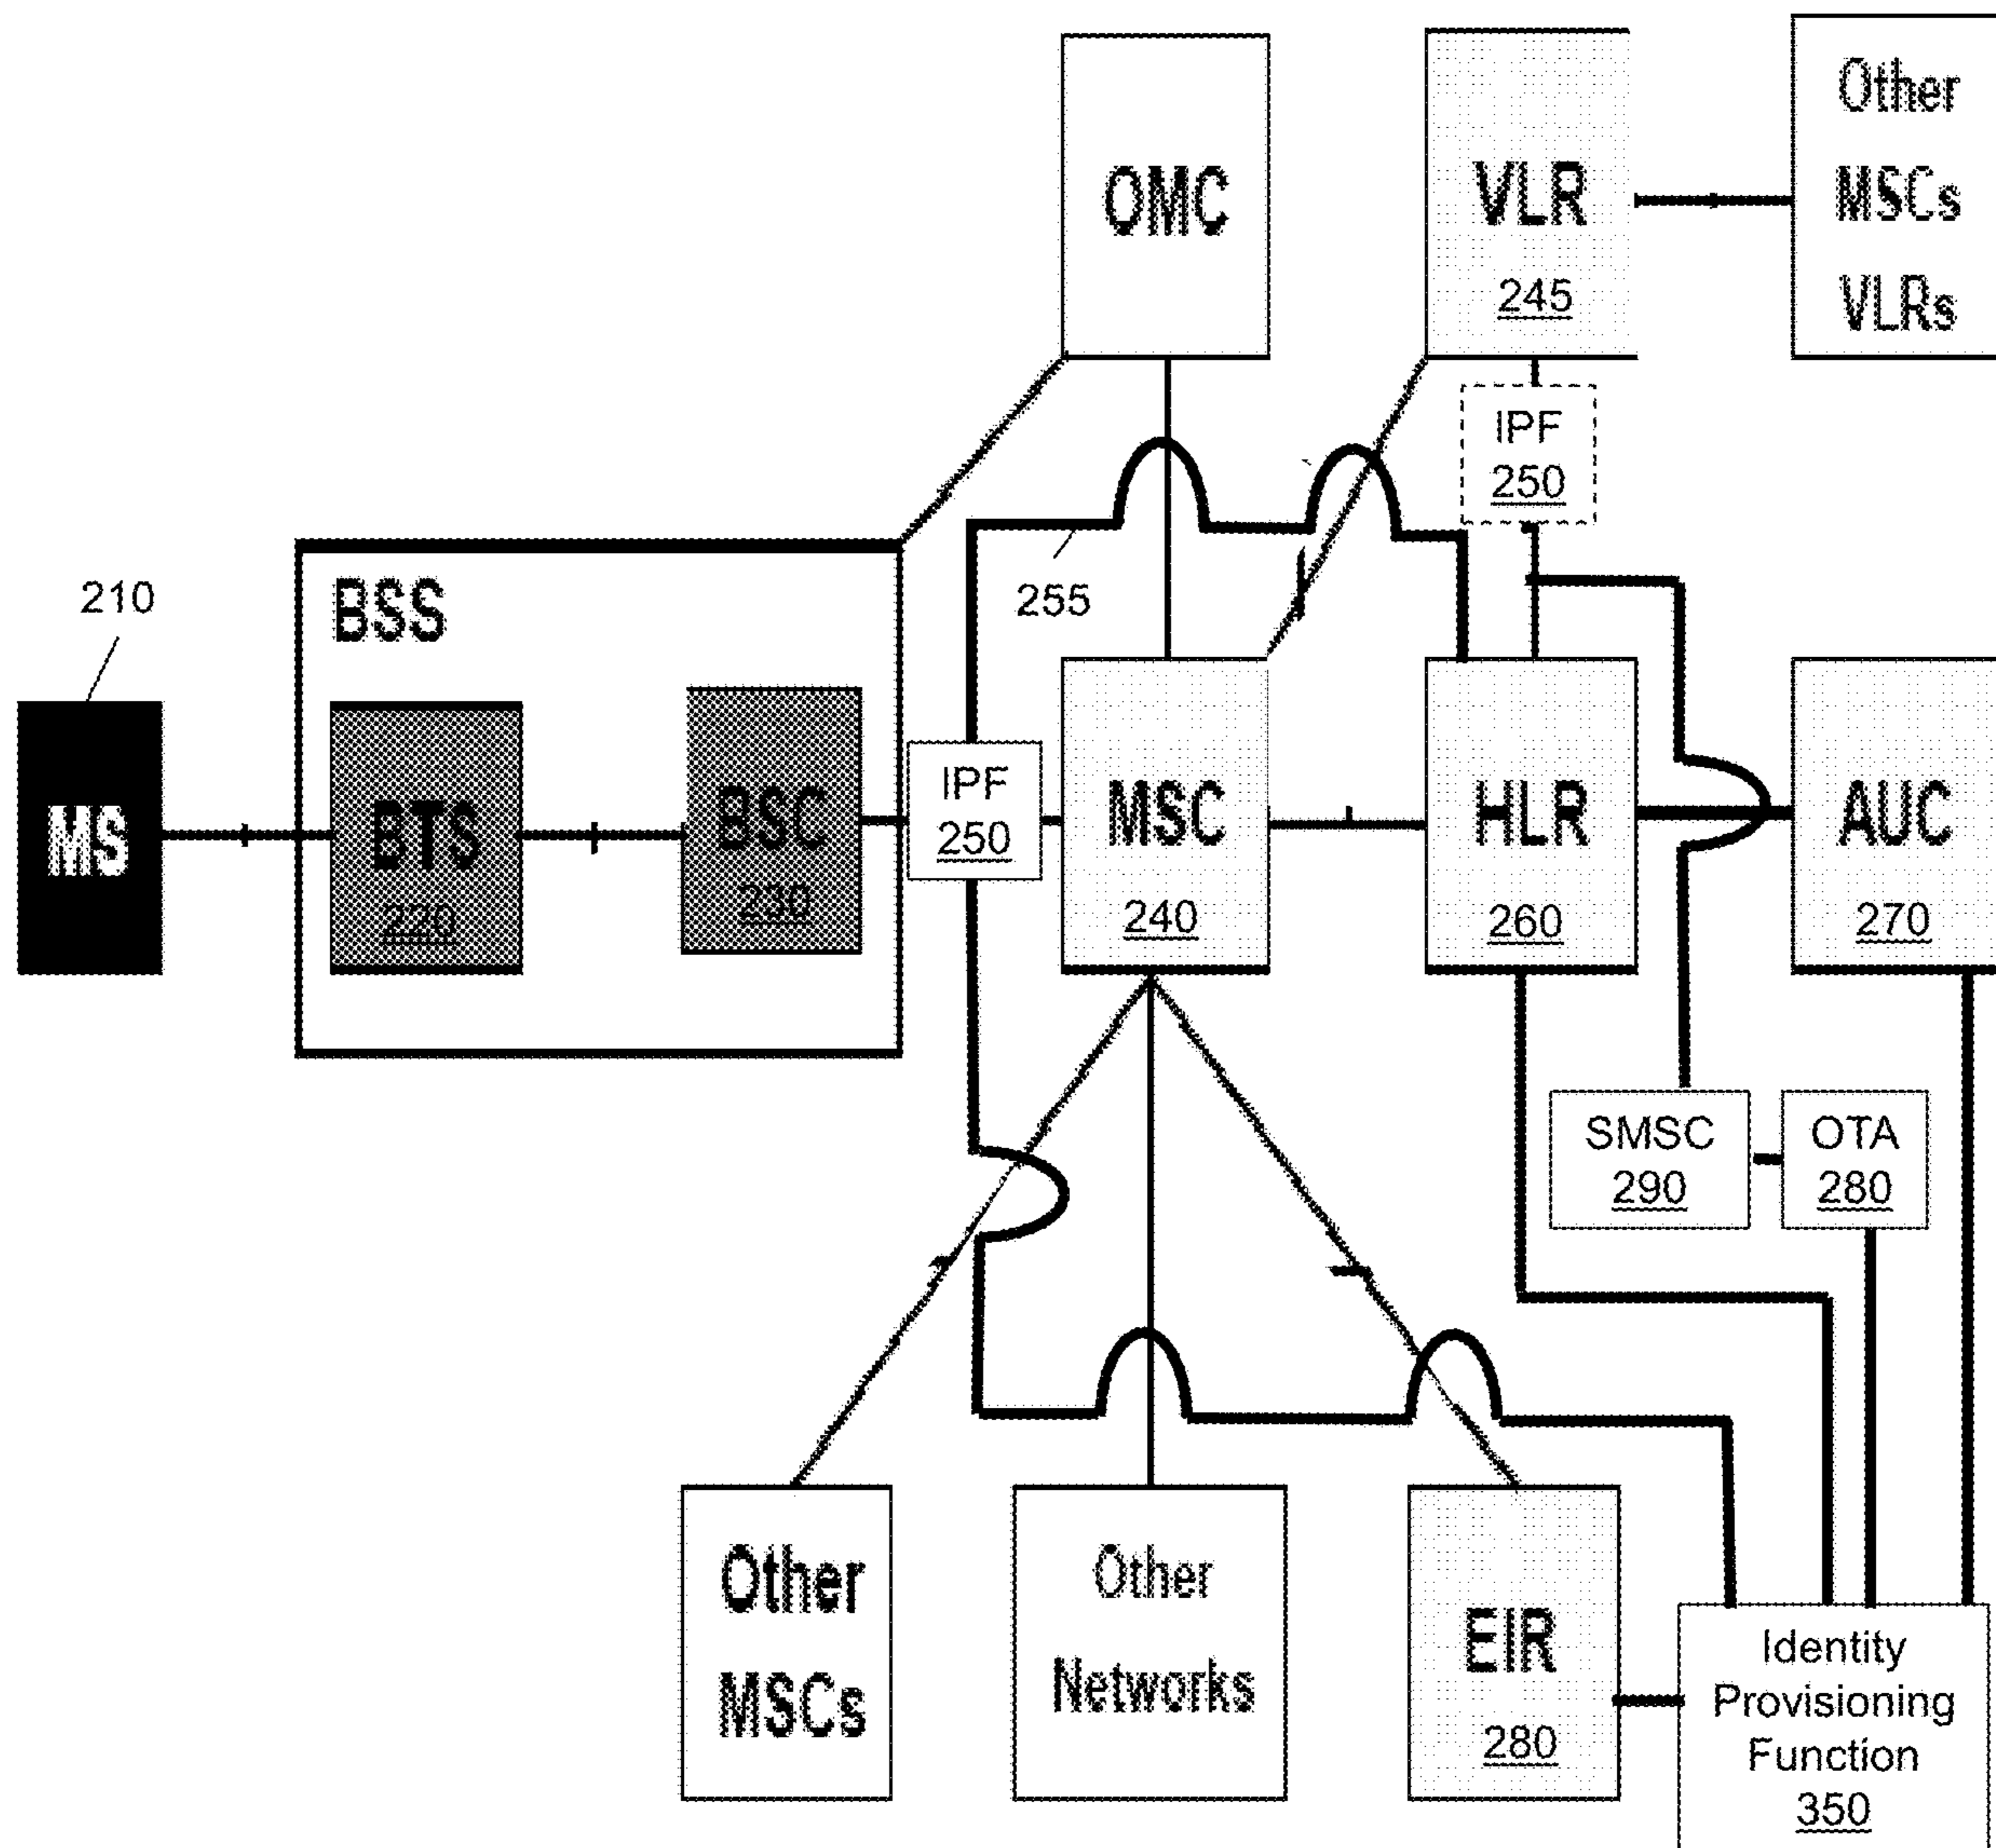 OMC
VLR
245
Other
MSCs
VLRs
IPF
250
255
210
BSS
MS
BTS
220
BSC
230
IPF
250
MSC
240
HLR
260
AUC
270
SMSC
290
OTA
280
Other
MSCs
Other
Networks
EIR
280
Identity
Provisioning
Function
350